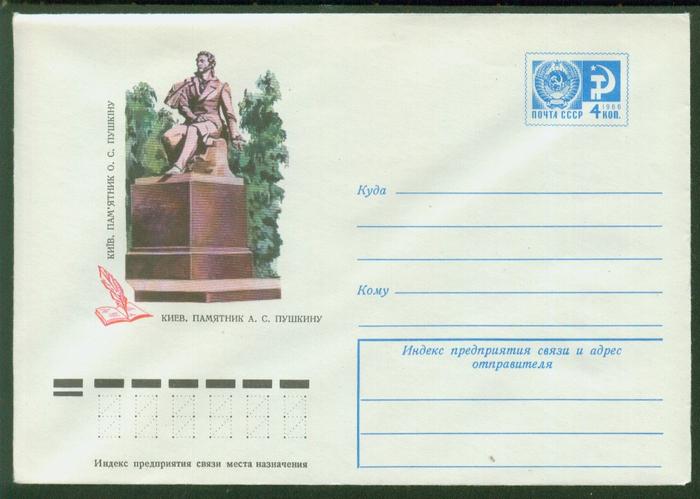 КИЇВ. ПАМ'ЯТНИК О. С. ПУШКІНУ
КИЕВ. ПАМЯТНИК А. С. ПУШКИНУ
1966
ПОЧТА СССР 4 КОП.
Куда
Кому
Индекс предприятия связи и адрес
отправителя
Индекс предприятия связи места назначения